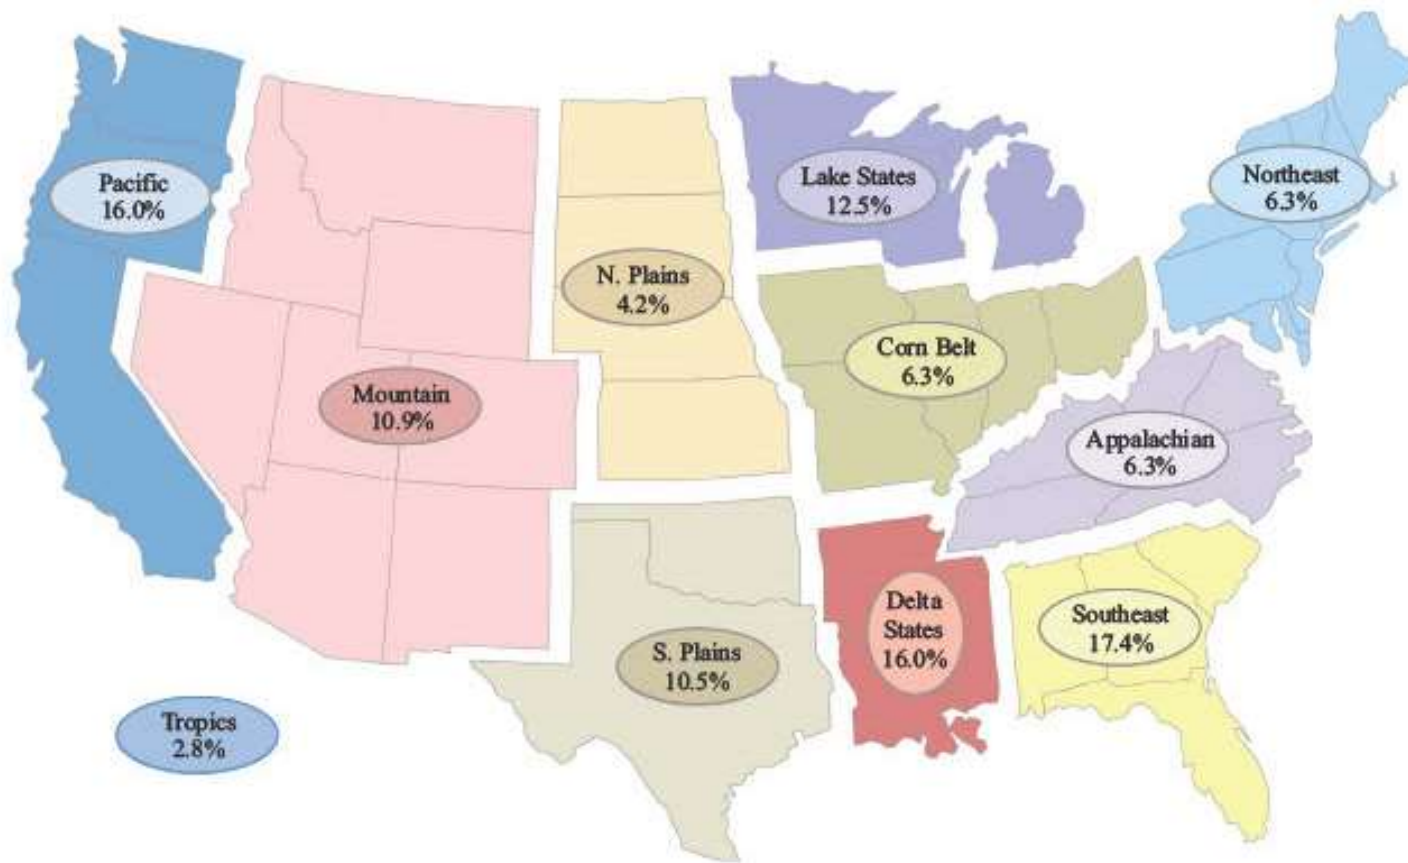 Pacific
16.0%
Lake States
12.5%
Northeast
6.3%
N. Plains
4.2%
Corn Belt
6.3%
Mountain
10.9%
Appalachian
6.3%
Delta
States
16.0%
Southeast
17.4%
S. Plains
10.5%
Tropics
2.8%